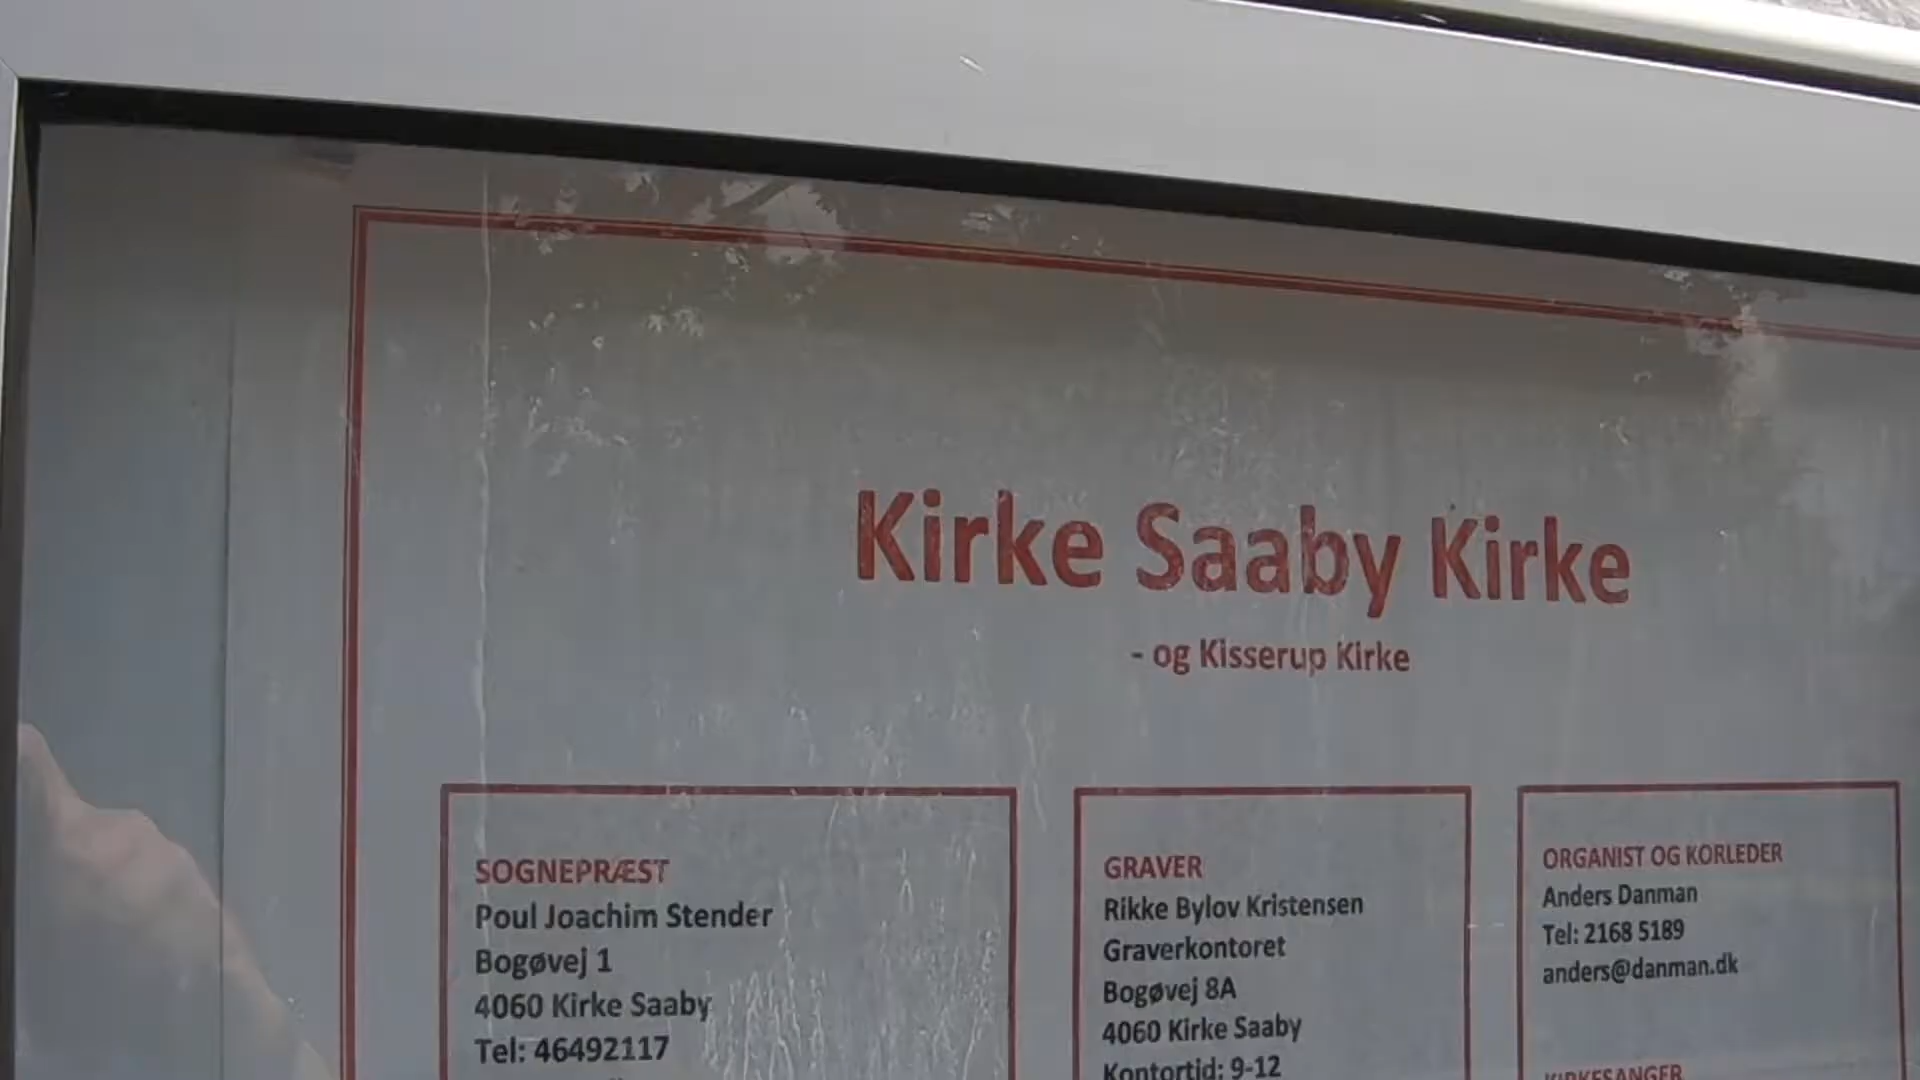 Kirke Saaby Kirke
- og Kisserup Kirke
SOGNEPRÆST
Poul Joachim Stender
Bogøvej 1
4060 Kirke Saaby
Tel: 46492117
GRAVER
Rikke Bylov Kristensen
Graverkontoret
Bogøvej 8A
4060 Kirke Saaby
Kontortid: 9-12
ORGANIST OG KORLEDER
Anders Danman
Tel: 2168 5189
anders@danman.dk
KIRKESANGER